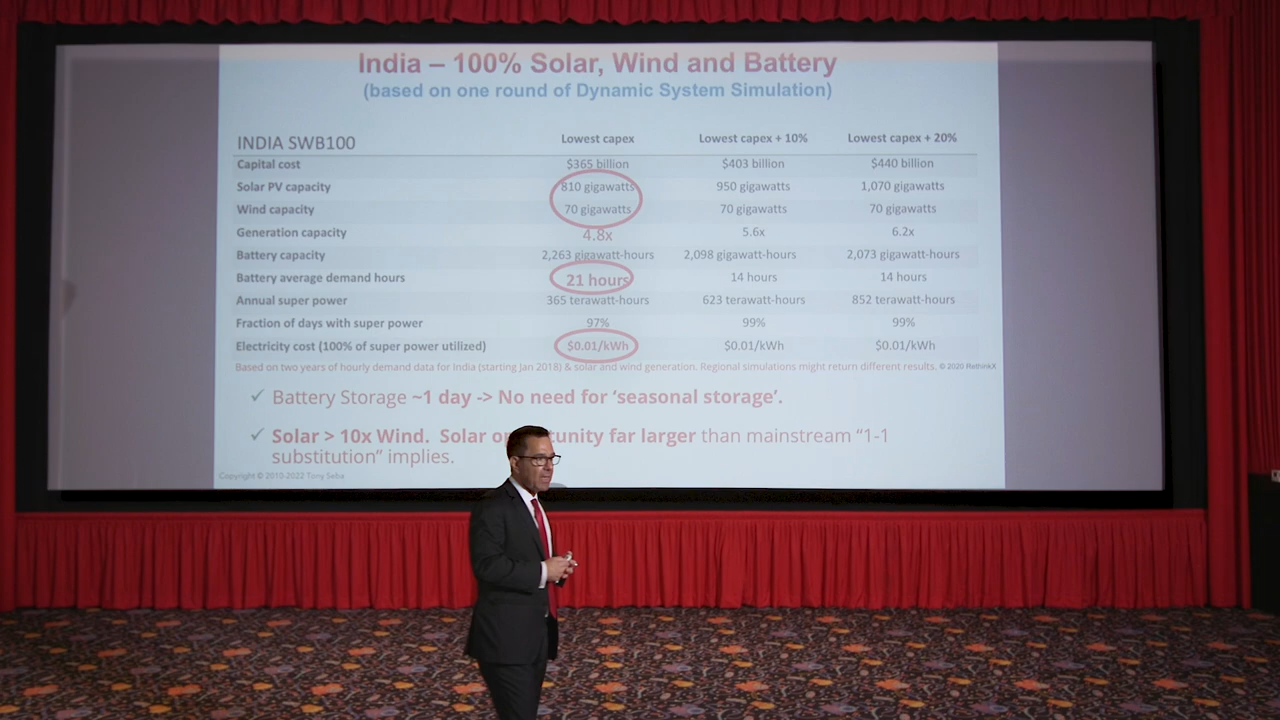 India – 100% Solar, Wind and Battery
(based on one round of Dynamic System Simulation)
INDIA SWB100 Lowest capex Lowest capex + 10% Lowest capex + 20%
Capital cost $365 billion $403 billion $440 billion
Solar PV capacity 810 gigawatts 950 gigawatts 1,070 gigawatts
Wind capacity 70 gigawatts 70 gigawatts 70 gigawatts
Generation capacity 4.8x 5.6x 6.2x
Battery capacity 2,263 gigawatt-hours 2,098 gigawatt-hours 2,073 gigawatt-hours
Battery average demand hours 21 hours 14 hours 14 hours
Annual super power 365 terawatt-hours 623 terawatt-hours 852 terawatt-hours
Fraction of days with super power 97% 99% 99%
Electricity cost (100% of super power utilized) $0.01/kWh $0.01/kWh $0.01/kWh
Based on two years of hourly demand data for India (starting Jan 2018) & solar and wind generation. Regional simulations might return different results. © 2020 RethinkX
✓ Battery Storage ~1 day -> No need for ‘seasonal storage’.
✓ Solar > 10x Wind. Solar far larger than mainstream “1-1
substitution” implies.
Copyright © 2010-2022 Tony Seba